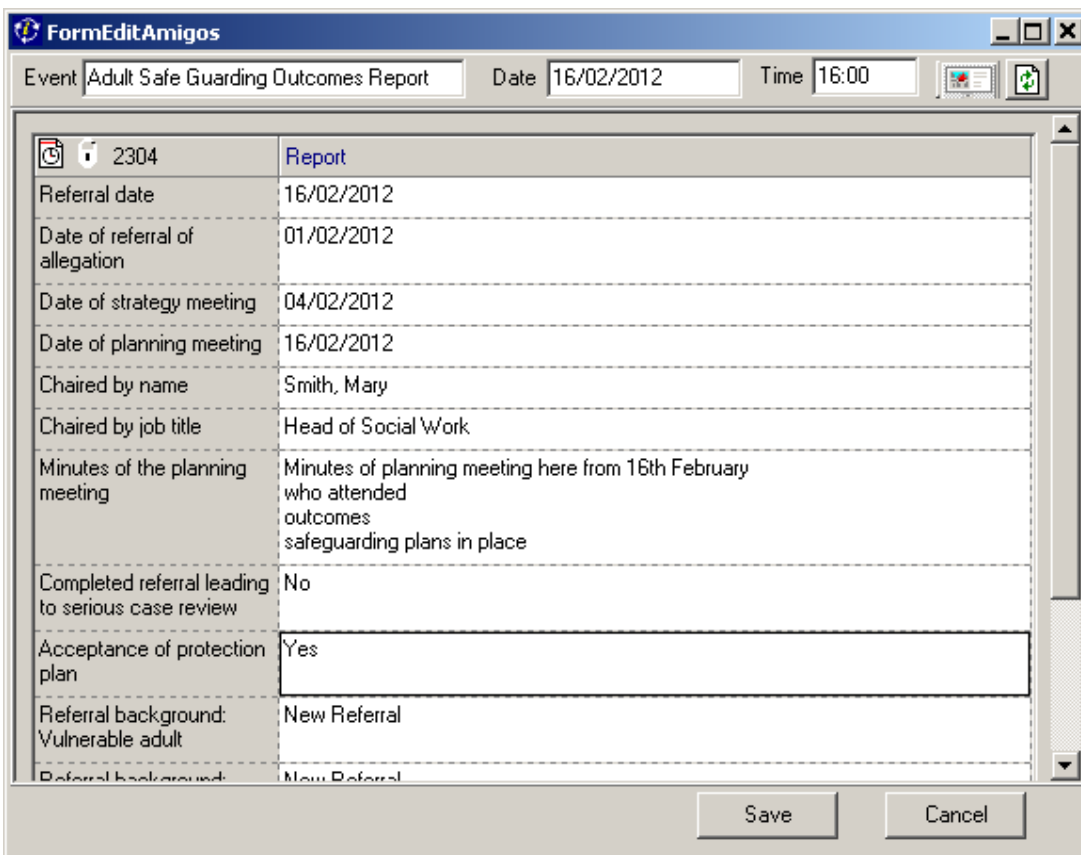 FormEditAmigos
Event Adult Safe Guarding Outcomes Report Date 16/02/2012 Time 16:00
2304 Report
Referral date 16/02/2012
Date of referral of 01/02/2012
allegation
Date of strategy meeting 04/02/2012
Date of planning meeting 16/02/2012
Chaired by name Smith, Mary
Chaired by job title Head of Social Work
Minutes of the planning Minutes of planning meeting here from 16th February
meeting who attended
outcomes
safeguarding plans in place
Completed referral leading No
to serious case review
Acceptance of protection Yes
plan
Referral background: New Referral
Vulnerable adult
Referral background: New Referral
Save Cancel